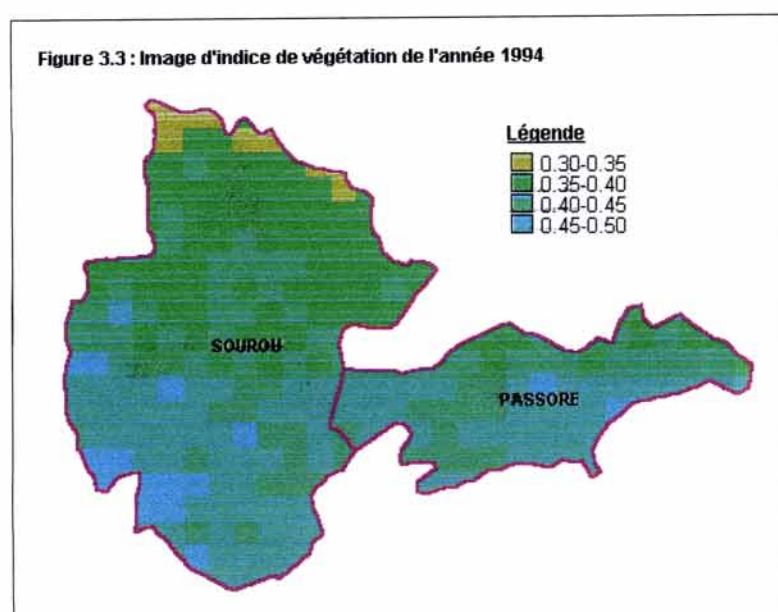 Figure 3.3 : Image d'indice de végétation de l'année 1994
Légende
0.30-0.35
0.35-0.40
0.40-0.45
0.45-0.50
SOUROU
PASSORE